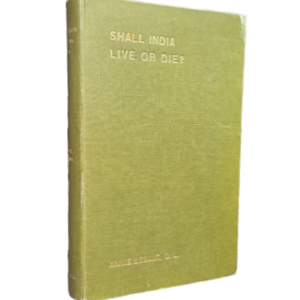 SHALL INDIA
LIVE OR DIE?
ANNIE BESANT, D. L.